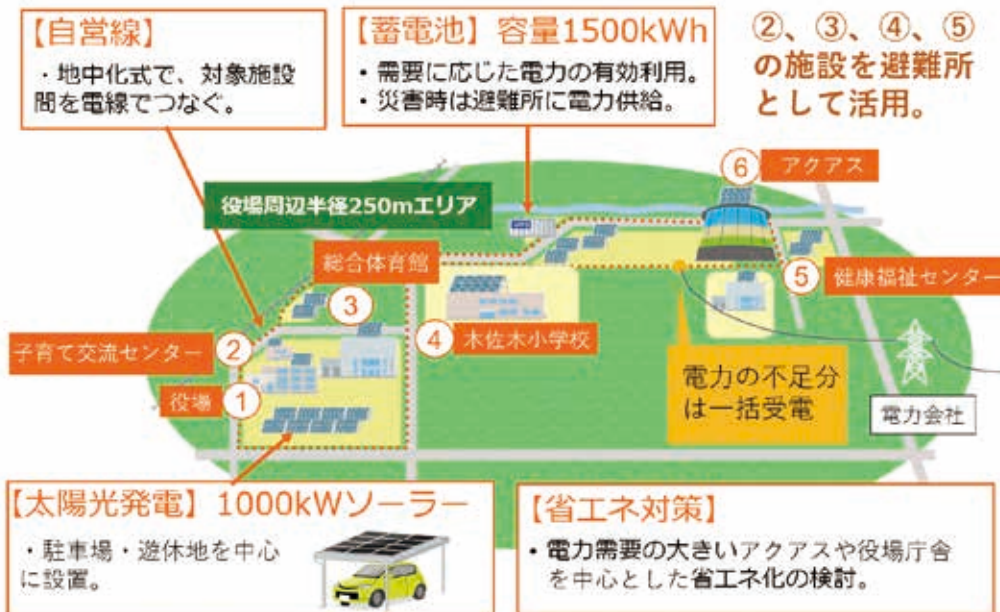 【自営線】
・地中化式で、対象施設
間を電線でつなぐ。
【蓄電池】容量1500kWh
・需要に応じた電力の有効利用。
・災害時は避難所に電力供給。
②、③、④、⑤
の施設を避難所
として活用。
⑥ アクアス
役場周辺半径250mエリア
総合体育館
③
⑤ 健康福祉センター
④ 木佐木小学校
子育て交流センター ②
役場 ①
電力の不足分
は一括受電
電力会社
【太陽光発電】1000kWソーラー
・駐車場・遊休地を中心
に設置。
【省エネ対策】
・電力需要の大きいアクアスや役場庁舎
を中心とした省エネ化の検討。